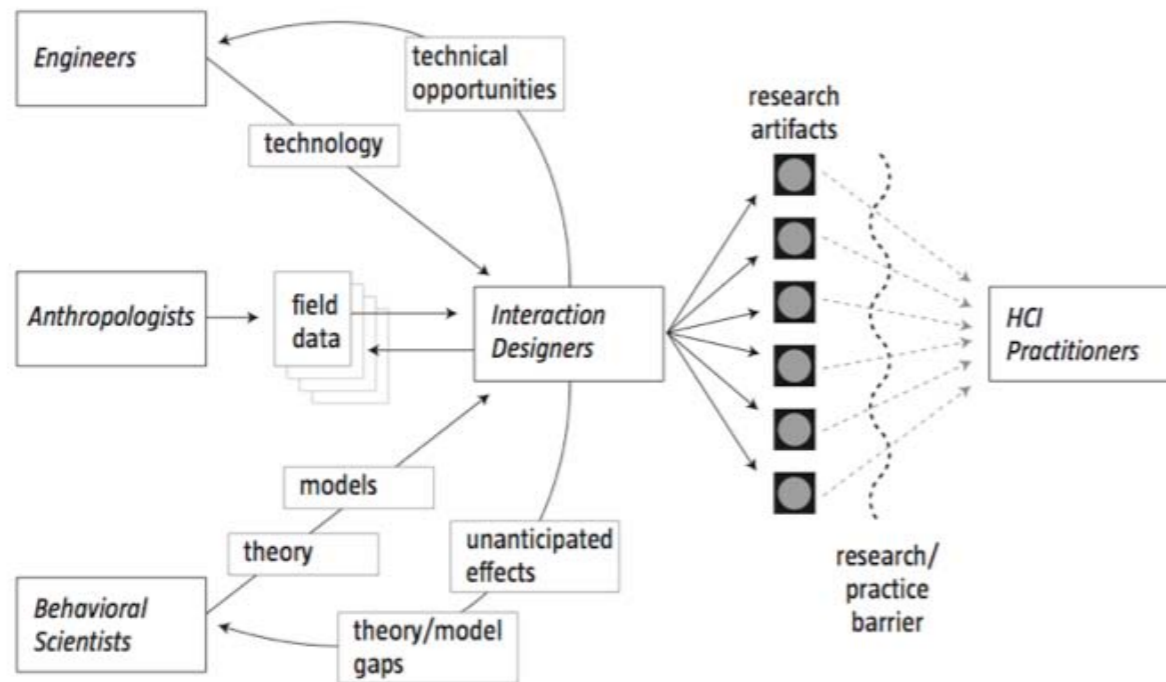 Engineers
technical
opportunities
technology
research
artifacts
Anthropologists
field
data
Interaction
Designers
HCI
Practitioners
models
theory
unanticipated
effects
research/
practice
barrier
Behavioral
Scientists
theory/model
gaps